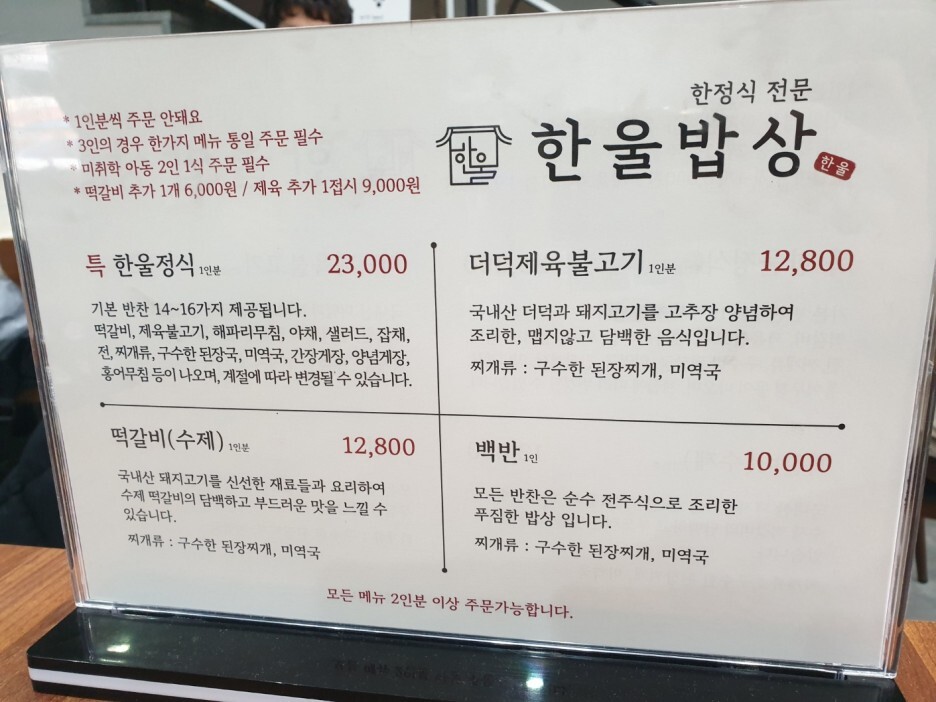 * 1인분씩 주문 안돼요
* 3인의 경우 한가지 메뉴 통일 주문 필수
* 미취학 아동 2인 1식 주문 필수
* 떡갈비 추가 1개 6,000원 / 제육 추가 1접시 9,000원
한정식 전문
한울
한울밥상
한울
특 한울정식 1인분 23,000
기본 반찬 14~16가지 제공됩니다.
떡갈비, 제육불고기, 해파리무침, 야채, 샐러드, 잡채,
전, 찌개류, 구수한 된장국, 미역국, 간장게장, 양념게장,
홍어무침 등이 나오며, 계절에 따라 변경될 수 있습니다.
더덕제육불고기 1인분 12,800
국내산 더덕과 돼지고기를 고추장 양념하여
조리한, 맵지않고 담백한 음식입니다.
찌개류 : 구수한 된장찌개, 미역국
떡갈비(수제) 1인분 12,800
국내산 돼지고기를 신선한 재료들과 요리하여
수제 떡갈비의 담백하고 부드러운 맛을 느낄 수
있습니다.
찌개류 : 구수한 된장찌개, 미역국
백반 1인 10,000
모든 반찬은 순수 전주식으로 조리한
푸짐한 밥상 입니다.
찌개류 : 구수한 된장찌개, 미역국
모든 메뉴 2인분 이상 주문가능합니다.